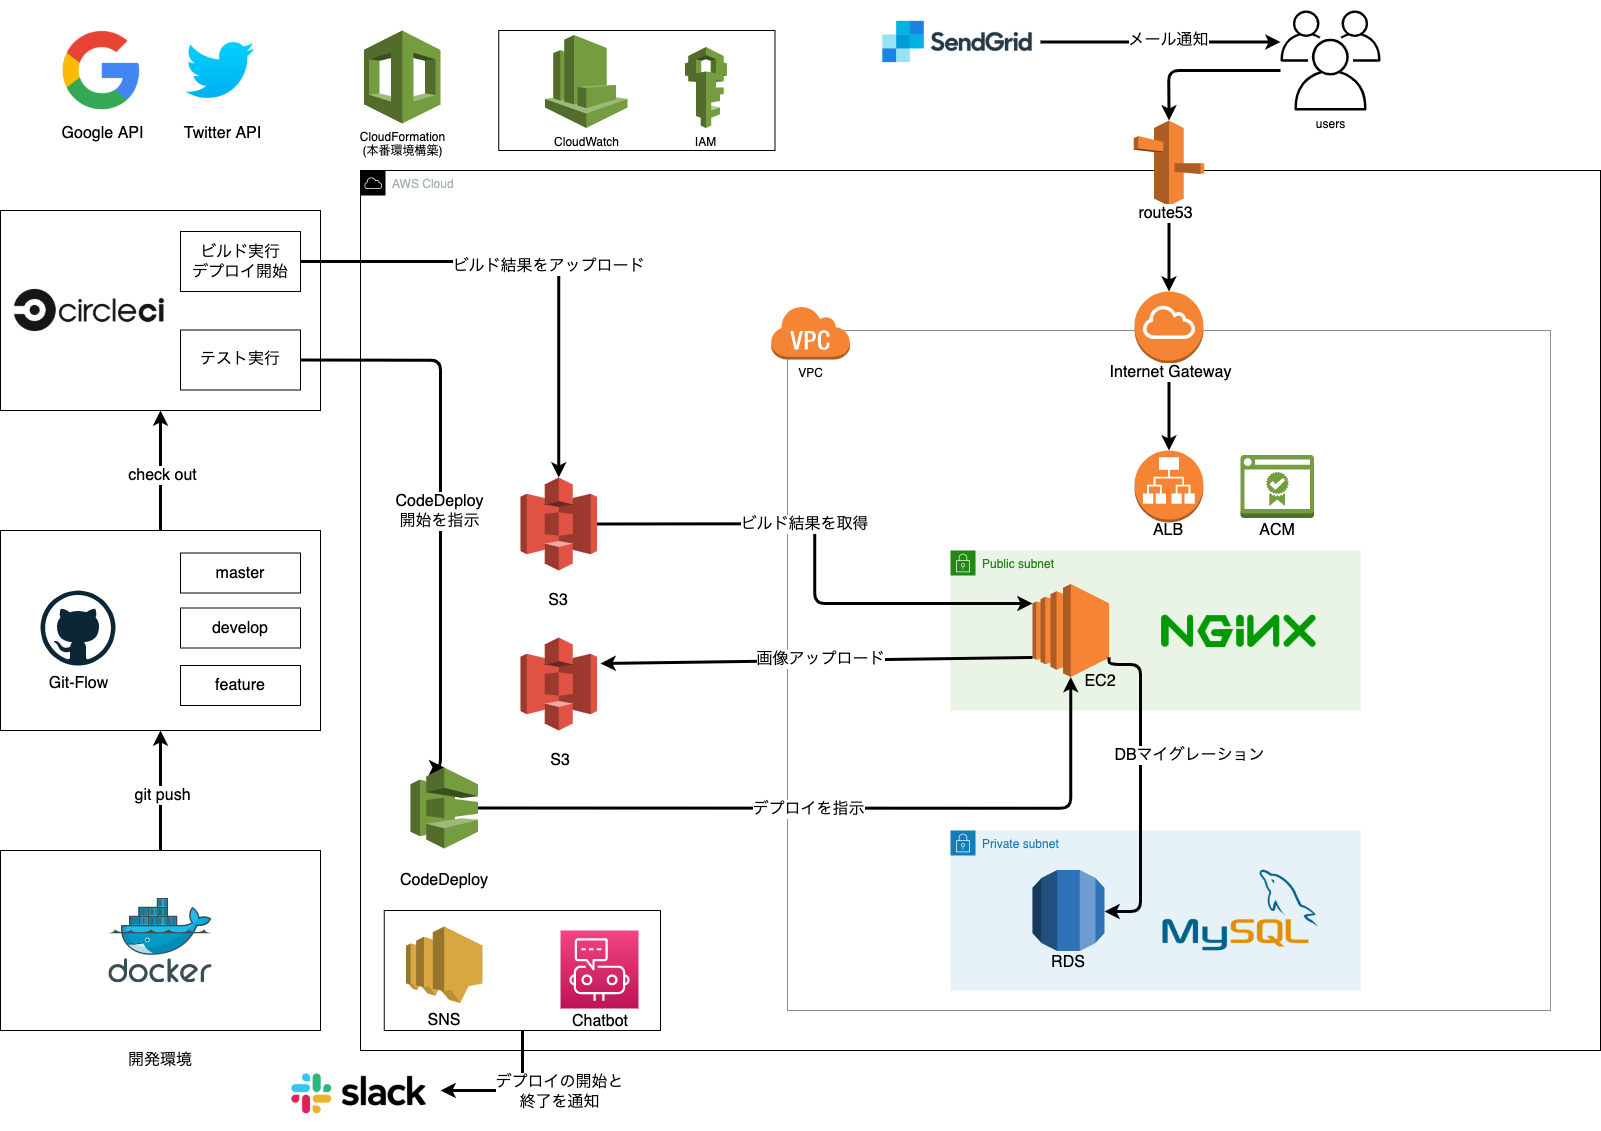 Google API
Twitter API
CloudFormation
(本番環境構築)
CloudWatch
IAM
SendGrid
メール通知
users
AWS Cloud
route53
ビルド実行
デプロイ開始
ビルド結果をアップロード
circleci
テスト実行
VPC
VPC
Internet Gateway
check out
CodeDeploy
開始を指示
ビルド結果を取得
ALB
ACM
master
develop
feature
Git-Flow
S3
Public subnet
NGINX
画像アップロード
EC2
S3
git push
DBマイグレーション
デプロイを指示
CodeDeploy
Private subnet
MySQL
RDS
docker
SNS
Chatbot
開発環境
slack
デプロイの開始と
終了を通知